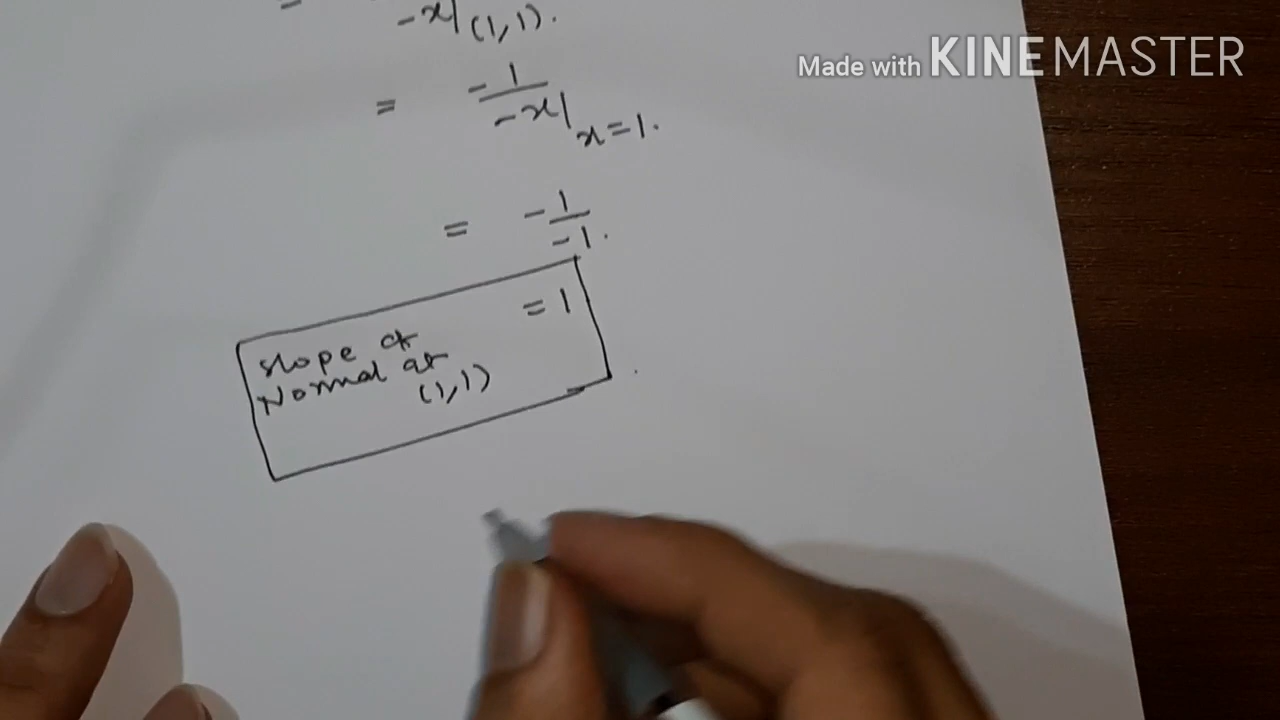 =
-x| (1,1).
Made with KINEMASTER
= -1/-x| x=1.
= -1/-1.
= 1
slope of
Normal at
(1,1)